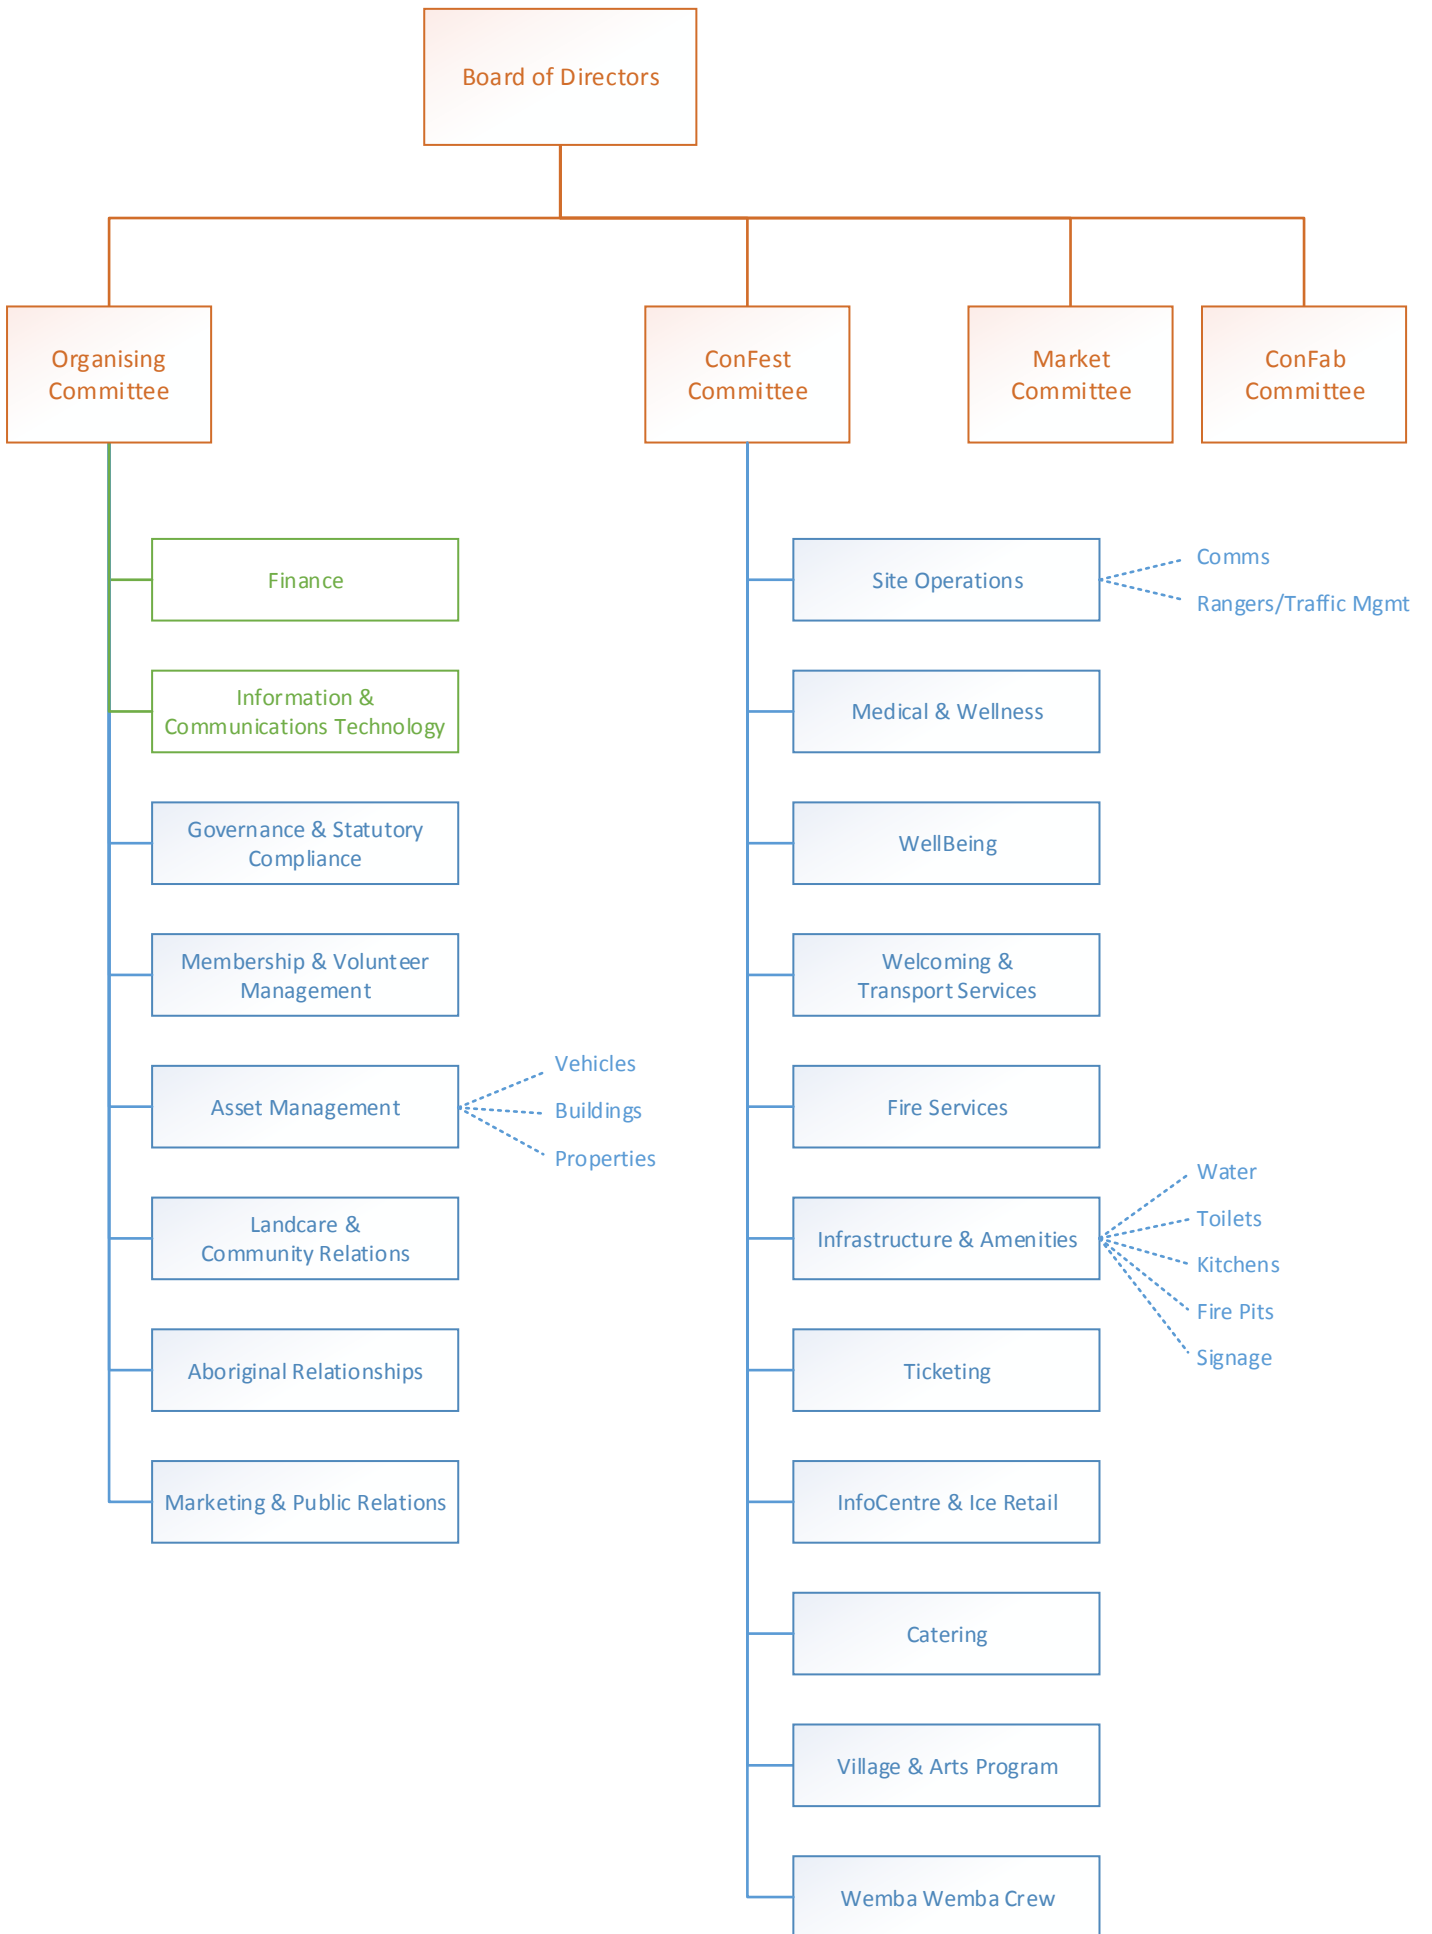 Board of Directors
Organising
Committee
ConFest
Committee
Market
Committee
ConFab
Committee
Finance
Information &
Communications Technology
Governance & Statutory
Compliance
Membership & Volunteer
Management
Asset Management
Vehicles
Buildings
Properties
Landcare &
Community Relations
Aboriginal Relationships
Marketing & Public Relations
Site Operations
Comms
Rangers/Traffic Mgmt
Medical & Wellness
WellBeing
Welcoming &
Transport Services
Fire Services
Infrastructure & Amenities
Water
Toilets
Kitchens
Fire Pits
Signage
Ticketing
InfoCentre & Ice Retail
Catering
Village & Arts Program
Wemba Wemba Crew